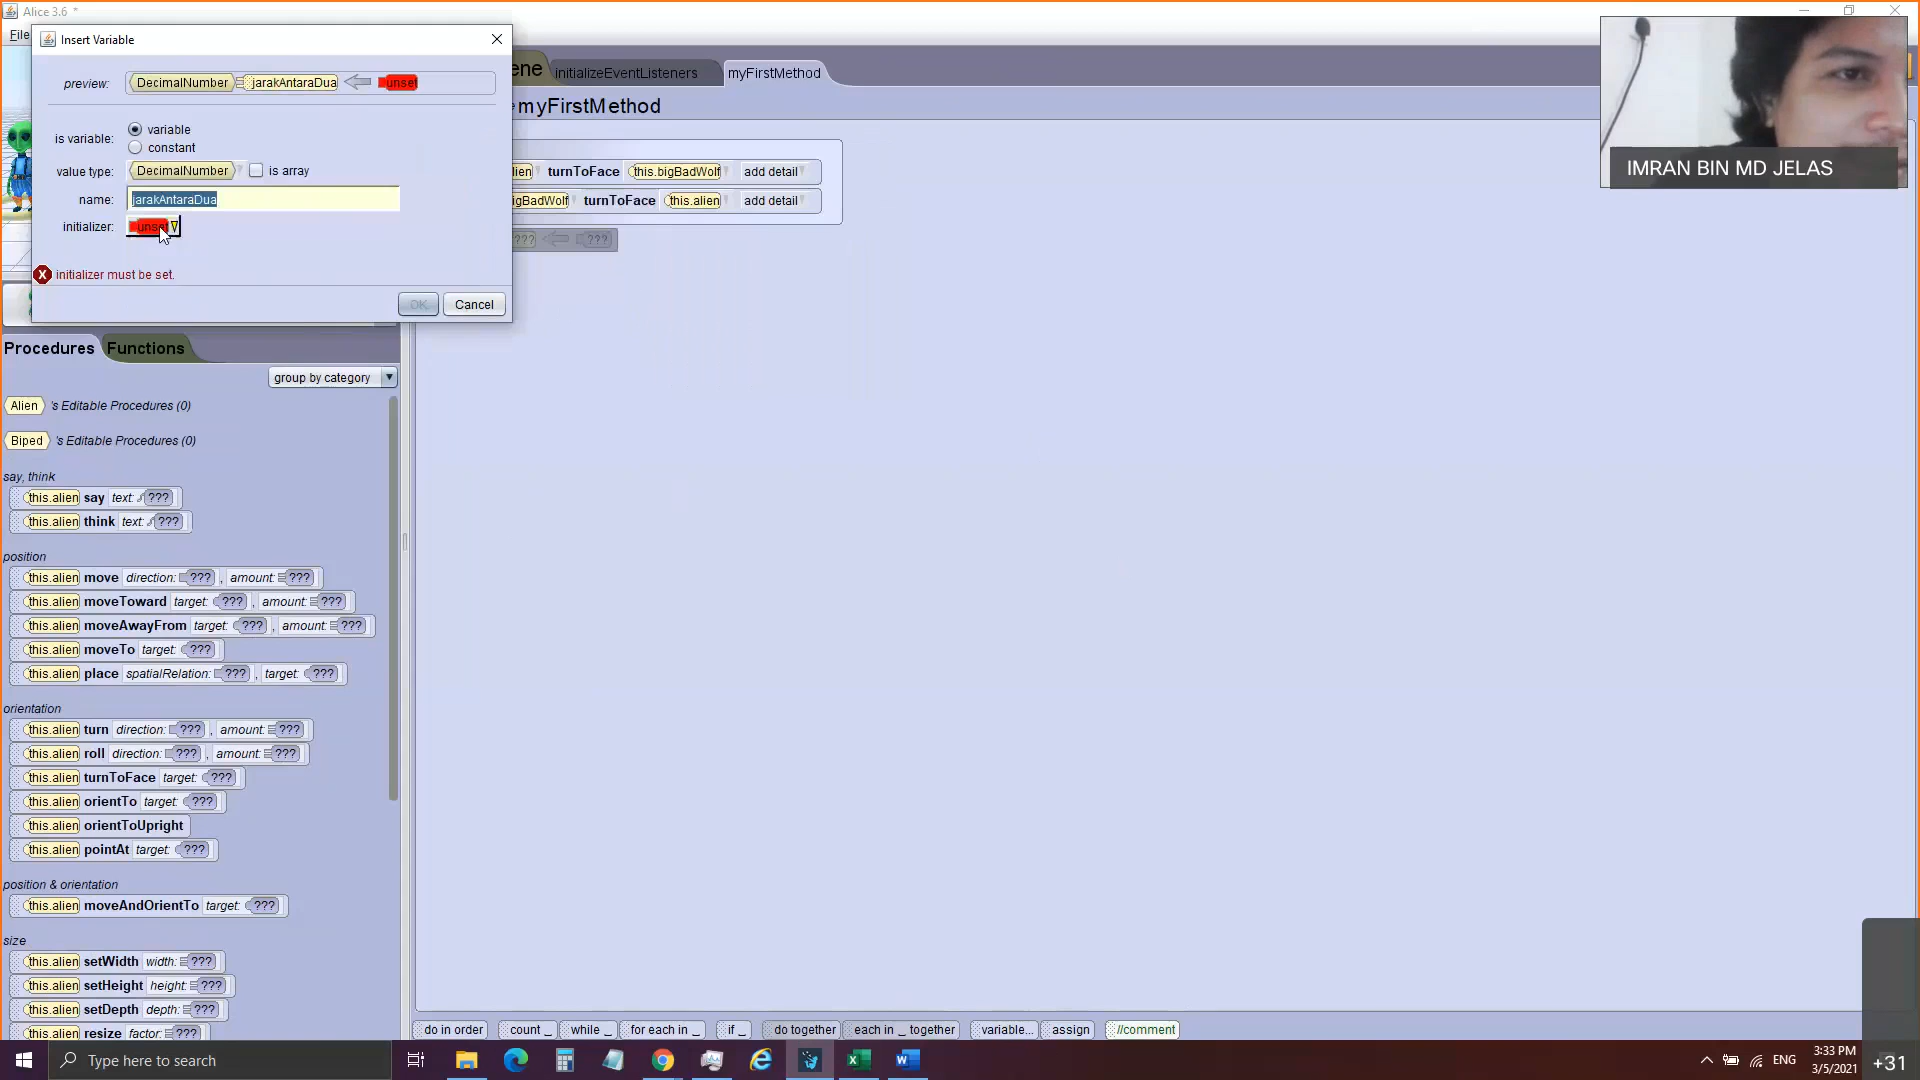 Alice 3.6 *
File
Insert Variable
preview: DecimalNumber jarakAntaraDua unset
is variable: variable
constant
value type: DecimalNumber is array
name: jarakAntaraDua
initializer: unset
initializer must be set.
OK Cancel
ene initializeEventListeners myFirstMethod
myFirstMethod
lien turnToFace this.bigBadWolf add detail
igBadWolf turnToFace this.alien add detail
??? ???
IMRAN BIN MD JELAS
Procedures Functions
group by category
Alien 's Editable Procedures (0)
Biped 's Editable Procedures (0)
say, think
this.alien say text: ???
this.alien think text: ???
position
this.alien move direction: ??? , amount: ???
this.alien moveToward target: ??? , amount: ???
this.alien moveAwayFrom target: ??? , amount: ???
this.alien moveTo target: ???
this.alien place spatialRelation: ??? , target: ???
orientation
this.alien turn direction: ??? , amount: ???
this.alien roll direction: ??? , amount: ???
this.alien turnToFace target: ???
this.alien orientTo target: ???
this.alien orientToUpright
this.alien pointAt target: ???
position & orientation
this.alien moveAndOrientTo target: ???
size
this.alien setWidth width: ???
this.alien setHeight height: ???
this.alien setDepth depth: ???
this.alien resize factor: ???
do in order count _ while _ for each in _ if _ do together each in _ together variable... assign //comment
Type here to search
ENG
3:33 PM
3/5/2021
+31